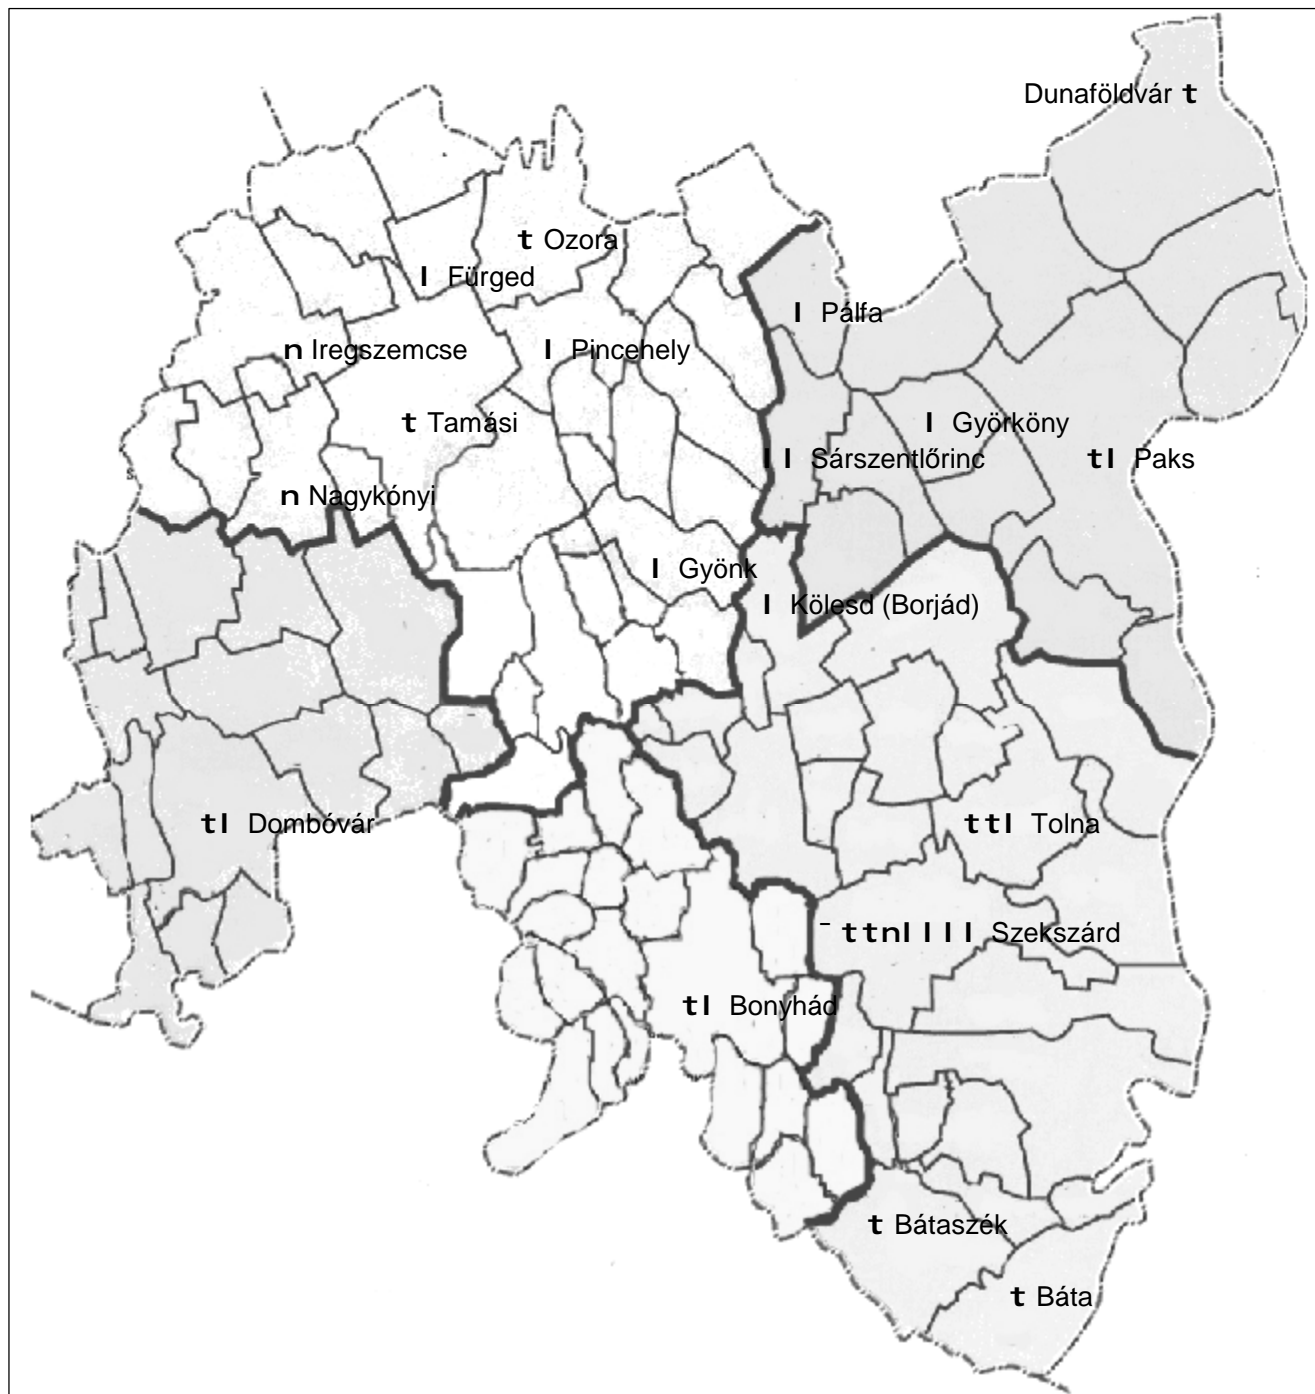 Dunaföldvár t
t Ozora
l Fürged
l Pálfa
n Iregszemcse
l Pincehely
t Tamási
l Györköny
l l Sárszentlőrinc
tl Paks
n Nagykónyi
l Gyönk
l Kölesd (Borjád)
tl Dombóvár
ttl Tolna
¯ ttnl l l l Szekszárd
tl Bonyhád
t Bátaszék
t Báta